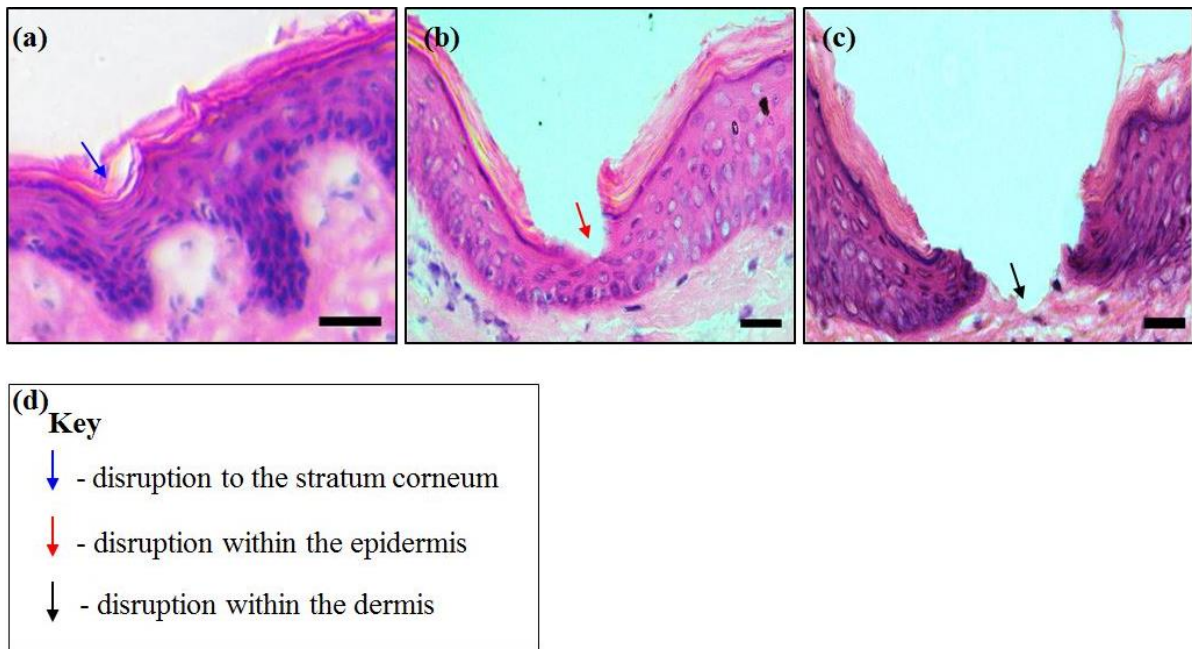 (a)
(b)
(c)
(d)
Key
- disruption to the stratum corneum
- disruption within the epidermis
- disruption within the dermis